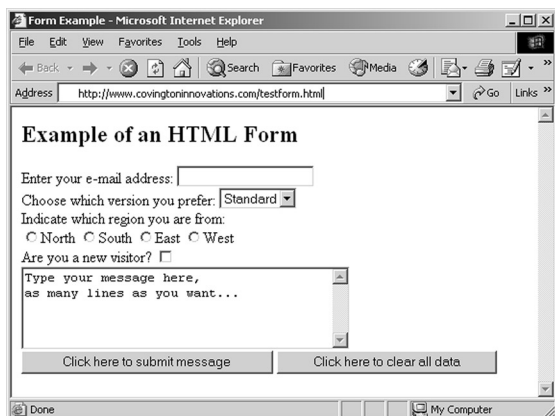 Form Example - Microsoft Internet Explorer
File Edit View Favorites Tools Help
Back Search Favorites Media
Address http://www.covingtoninnovations.com/testform.html Go Links »
Example of an HTML Form
Enter your e-mail address:
Choose which version you prefer: Standard
Indicate which region you are from:
North South East West
Are you a new visitor?
Type your message here,
as many lines as you want...
Click here to submit message Click here to clear all data
Done My Computer